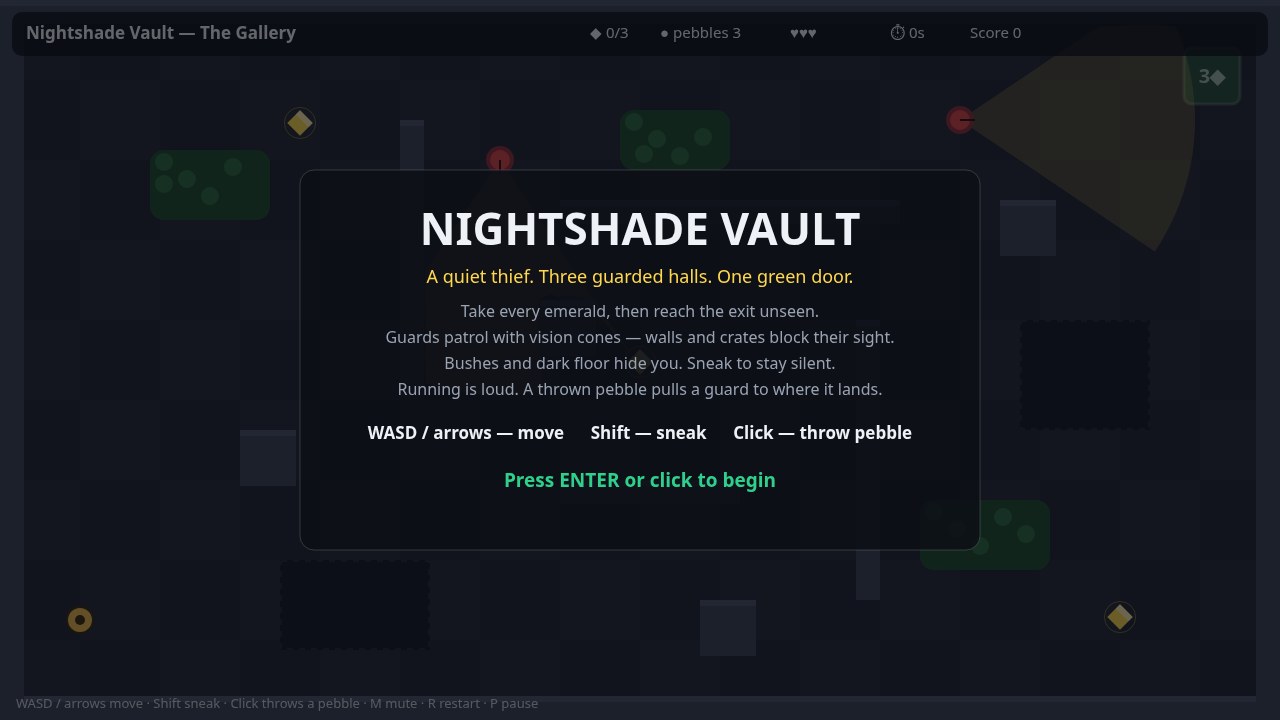 Nightshade Vault — The Gallery
◆ 0/3
● pebbles 3
♥♥♥
⏱ 0s
Score 0
3◆
NIGHTSHADE VAULT
A quiet thief. Three guarded halls. One green door.
Take every emerald, then reach the exit unseen.
Guards patrol with vision cones — walls and crates block their sight.
Bushes and dark floor hide you. Sneak to stay silent.
Running is loud. A thrown pebble pulls a guard to where it lands.
WASD / arrows — move Shift — sneak Click — throw pebble
Press ENTER or click to begin
WASD / arrows move · Shift sneak · Click throws a pebble · M mute · R restart · P pause